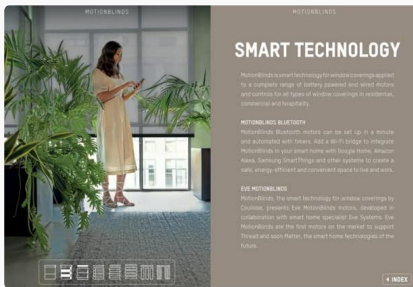 MOTIONBLINDS
MOTIONBLINDS
SMART TECHNOLOGY
MotionBlinds is smart technology for window coverings applied
to a complete range of battery powered and wired motors
and controls for all types of window coverings in residential,
commercial and hospitality.
MOTIONBLINDS BLUETOOTH
MotionBlinds Bluetooth motors can be set up in a minute
and automated with timers. Add a Wi-Fi bridge to integrate
MotionBlinds in your smart home with Google Home, Amazon
Alexa, Samsung SmartThings and other systems to create a
safe, energy-efficient and convenient space to live and work.
EVE MOTIONBLINDS
MotionBlinds, the smart technology for window coverings by
Coulisse, presents Eve MotionBlinds motors, developed in
collaboration with smart home specialist Eve Systems. Eve
MotionBlinds are the first motors on the market to support
Thread and soon Matter, the smart home technologies of the
future.
INDEX